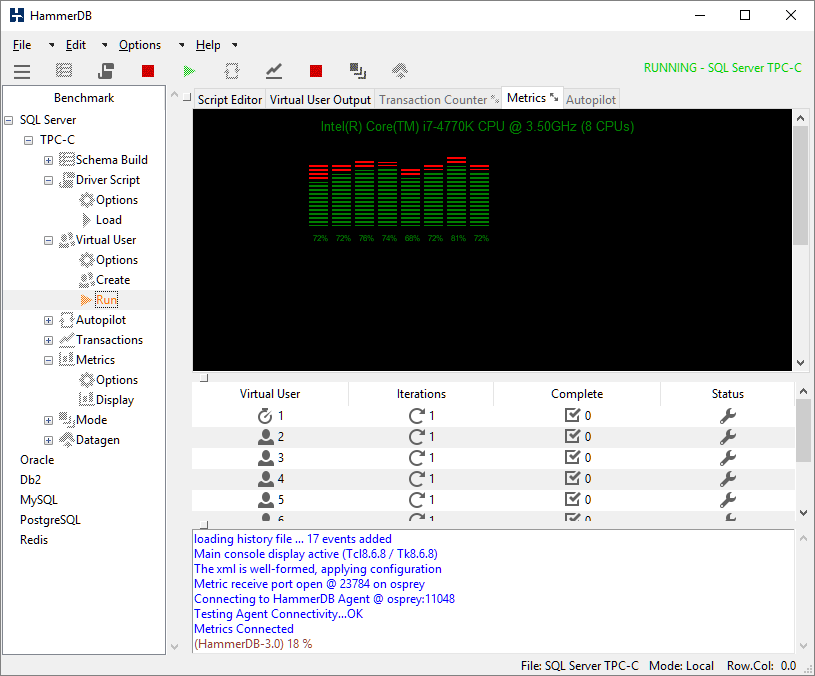 HammerDB
File Edit Options Help
RUNNING - SQL Server TPC-C
Benchmark
SQL Server
TPC-C
Schema Build
Driver Script
Options
Load
Virtual User
Options
Create
Run
Autopilot
Transactions
Metrics
Options
Display
Mode
Datagen
Oracle
Db2
MySQL
PostgreSQL
Redis
Script Editor Virtual User Output Transaction Counter Metrics Autopilot
Intel(R) Core(TM) i7-4770K CPU @ 3.50GHz (8 CPUs)
72% 72% 76% 74% 68% 72% 81% 72%
Virtual User Iterations Complete Status
1 1 0
2 1 0
3 1 0
4 1 0
5 1 0
6 1 0
loading history file ... 17 events added
Main console display active (Tcl8.6.8 / Tk8.6.8)
The xml is well-formed, applying configuration
Metric receive port open @ 23784 on osprey
Connecting to HammerDB Agent @ osprey:11048
Testing Agent Connectivity...OK
Metrics Connected
(HammerDB-3.0) 18 %
File: SQL Server TPC-C Mode: Local Row.Col: 0.0